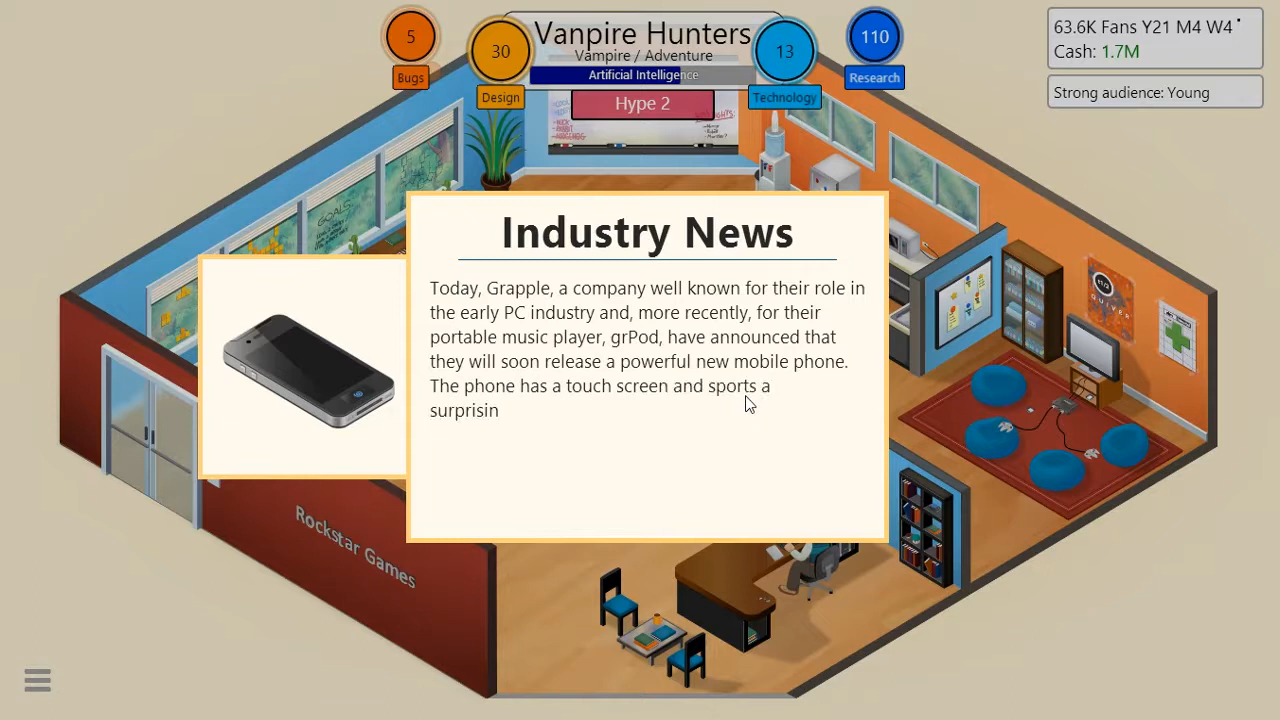 5
Bugs
30
Design
Vanpire Hunters
Vampire / Adventure
Artificial Intelligence
Hype 2
13
Technology
110
Research
63.6K Fans Y21 M4 W4
Cash: 1.7M
Strong audience: Young
GOALS:
Industry News
Today, Grapple, a company well known for their role in
the early PC industry and, more recently, for their
portable music player, grPod, have announced that
they will soon release a powerful new mobile phone.
The phone has a touch screen and sports a
surprisin
Rockstar Games